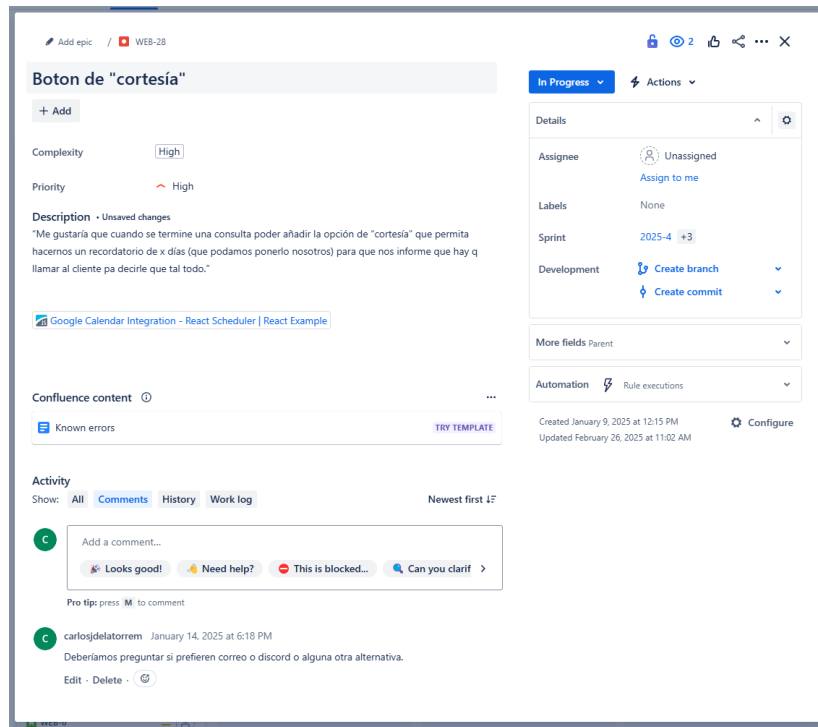 Add epic / WEB-28
2
Boton de "cortesía"
In Progress
Actions
+ Add
Details
Complexity High
Assignee Unassigned
Assign to me
Priority High
Labels None
Description • Unsaved changes
"Me gustaría que cuando se termine una consulta poder añadir la opción de "cortesía" que permita
hacernos un recordatorio de x días (que podamos ponerlo nosotros) para que nos informe que hay q
llamar al cliente pa decirle que tal todo."
Sprint 2025-4 +3
Development Create branch
Create commit
Google Calendar Integration - React Scheduler | React Example
More fields Parent
Automation Rule executions
Confluence content
Known errors TRY TEMPLATE
Created January 9, 2025 at 12:15 PM
Updated February 26, 2025 at 11:02 AM
Configure
Activity
Show: All Comments History Work log Newest first
C
Add a comment...
Looks good! Need help? This is blocked... Can you clarif
Pro tip: press M to comment
C
carlosjdelatorrem January 14, 2025 at 6:18 PM
Deberíamos preguntar si prefieren correo o discord o alguna otra alternativa.
Edit · Delete ·